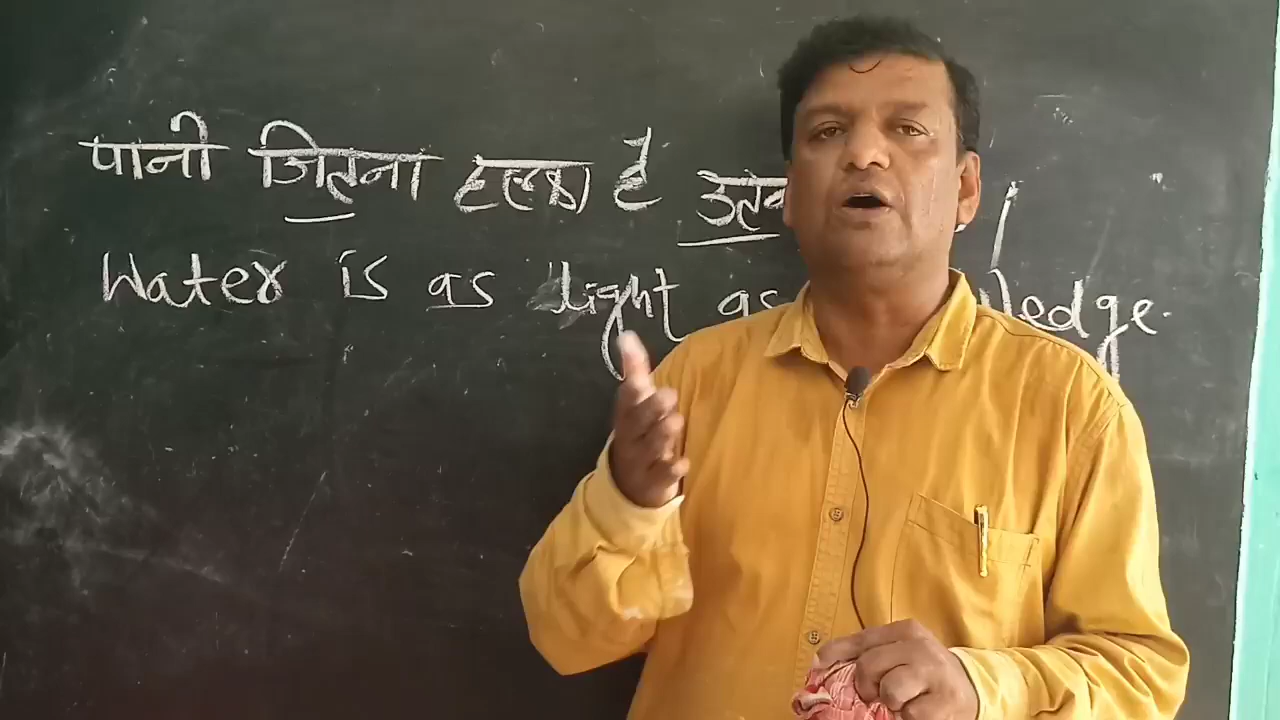 पानी जितना हल्का है
Water is as light as